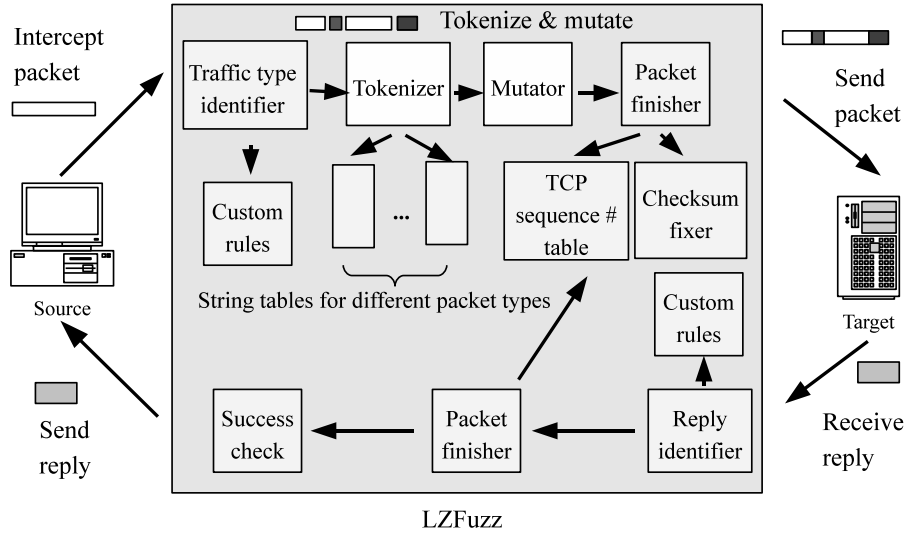 Tokenize & mutate
Intercept
packet
Traffic type
identifier
Tokenizer
Mutator
Packet
finisher
Send
packet
Custom
rules
...
TCP
sequence #
table
Checksum
fixer
String tables for different packet types
Source
Target
Custom
rules
Send
reply
Success
check
Packet
finisher
Reply
identifier
Receive
reply
LZFuzz